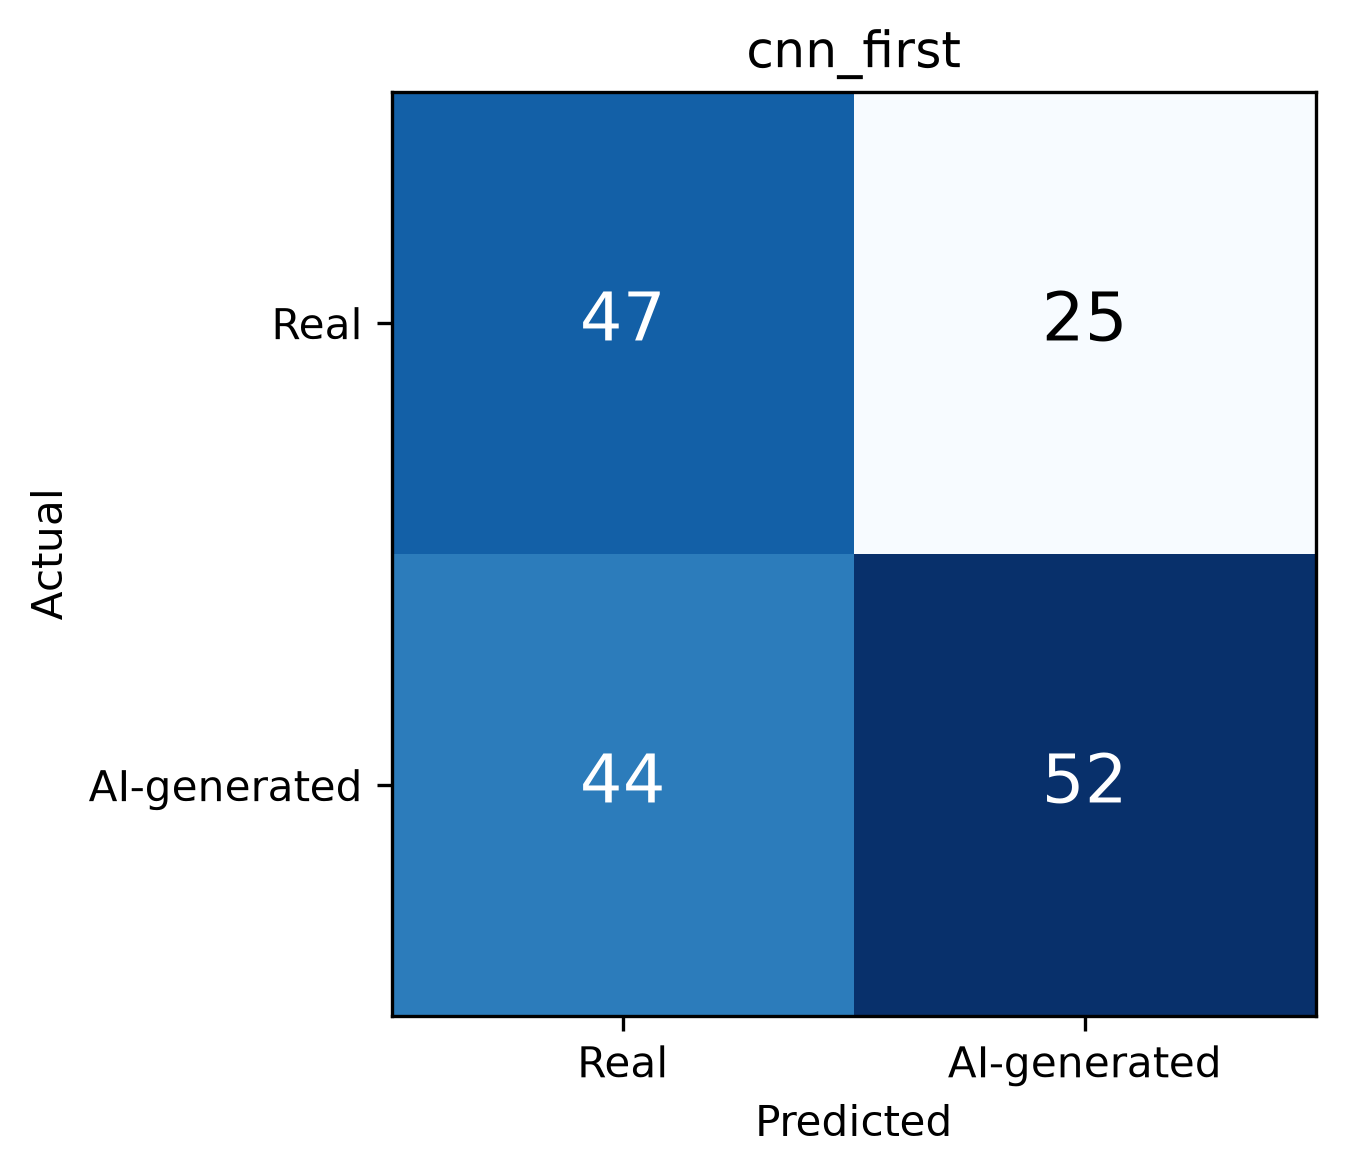 cnn_first
Real
47
25
Actual
AI-generated
44
52
Real
AI-generated
Predicted